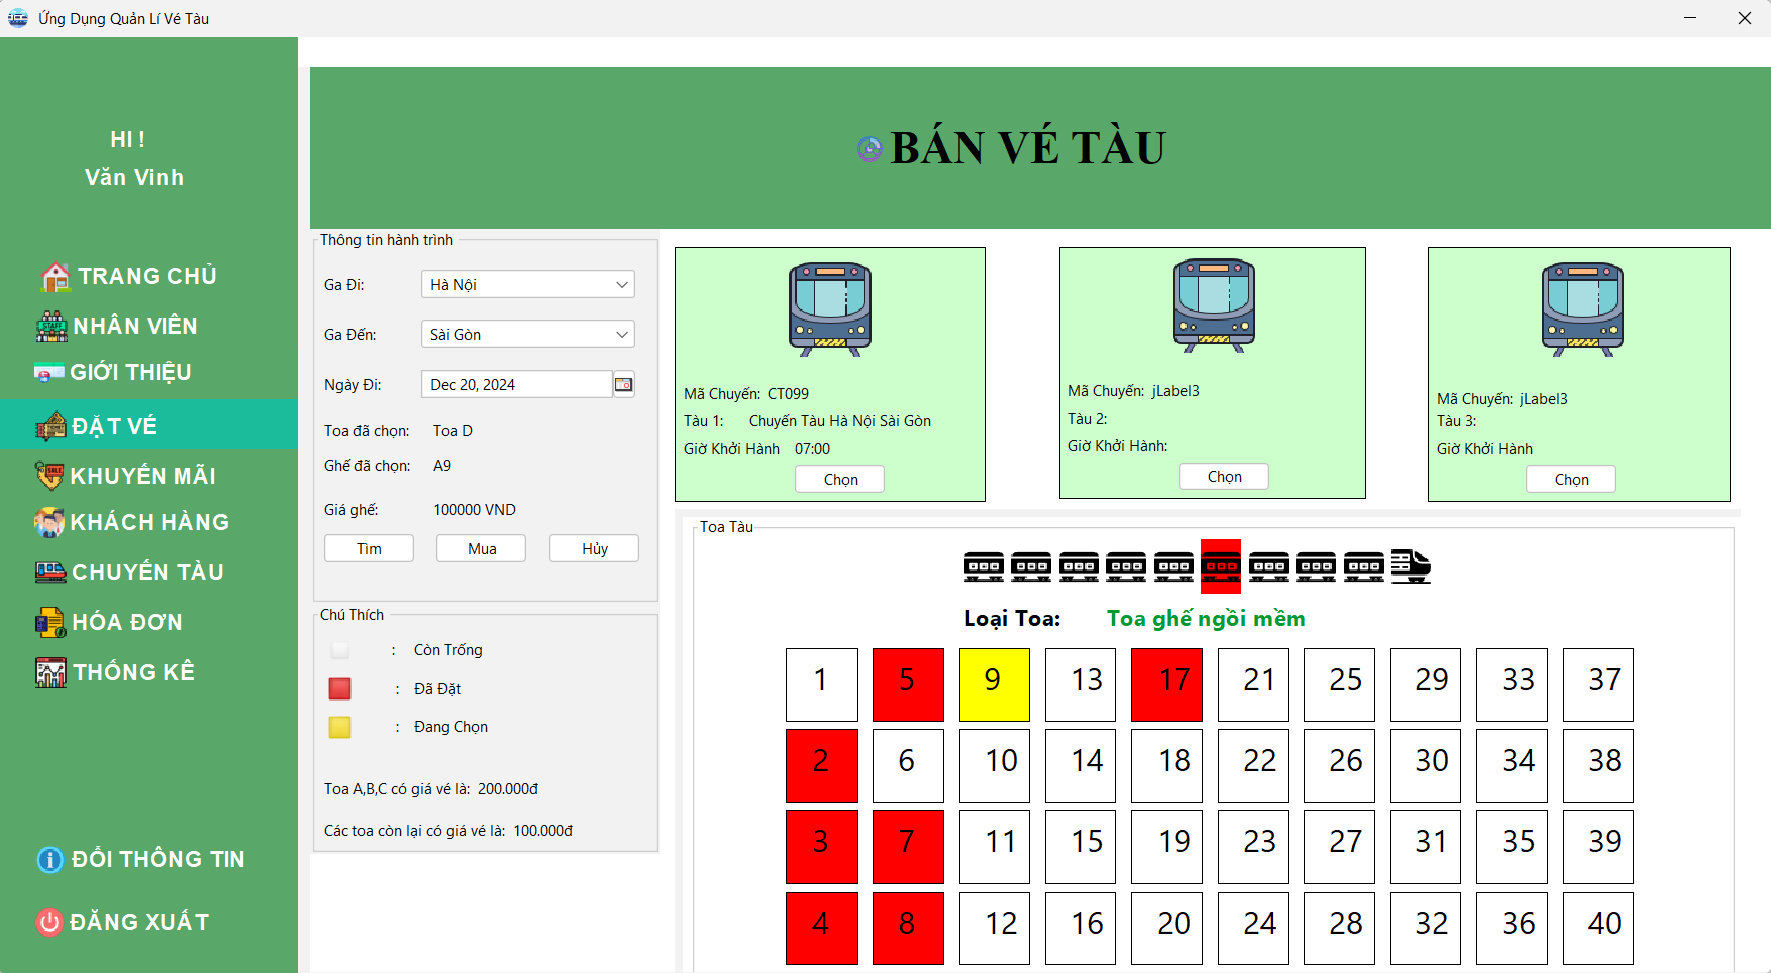 Ứng Dụng Quản Lí Vé Tàu
HI !
Văn Vinh
TRANG CHỦ
NHÂN VIÊN
GIỚI THIỆU
ĐẶT VÉ
KHUYẾN MÃI
KHÁCH HÀNG
CHUYẾN TÀU
HÓA ĐƠN
THỐNG KÊ
ĐỔI THÔNG TIN
ĐĂNG XUẤT
BÁN VÉ TÀU
Thông tin hành trình
Ga Đi: Hà Nội
Ga Đến: Sài Gòn
Ngày Đi: Dec 20, 2024
Toa đã chọn: Toa D
Ghế đã chọn: A9
Giá ghế: 100000 VND
Tìm Mua Hủy
Chú Thích
: Còn Trống
: Đã Đặt
: Đang Chọn
Toa A,B,C có giá vé là: 200.000đ
Các toa còn lại có giá vé là: 100.000đ
Mã Chuyến: CT099
Tàu 1: Chuyến Tàu Hà Nội Sài Gòn
Giờ Khởi Hành 07:00
Chọn
Mã Chuyến: jLabel3
Tàu 2:
Giờ Khởi Hành:
Chọn
Mã Chuyến: jLabel3
Tàu 3:
Giờ Khởi Hành
Chọn
Toa Tàu
Loại Toa: Toa ghế ngồi mềm
1 5 9 13 17 21 25 29 33 37
2 6 10 14 18 22 26 30 34 38
3 7 11 15 19 23 27 31 35 39
4 8 12 16 20 24 28 32 36 40